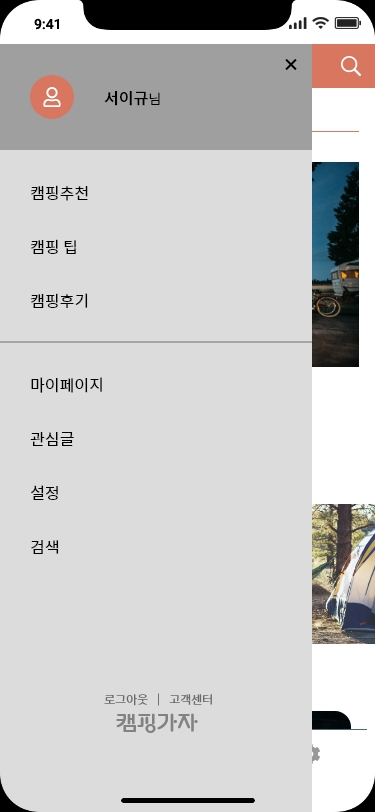 9:41
서이규님
캠핑추천
캠핑 팁
캠핑후기
마이페이지
관심글
설정
검색
로그아웃 | 고객센터
캠핑가자